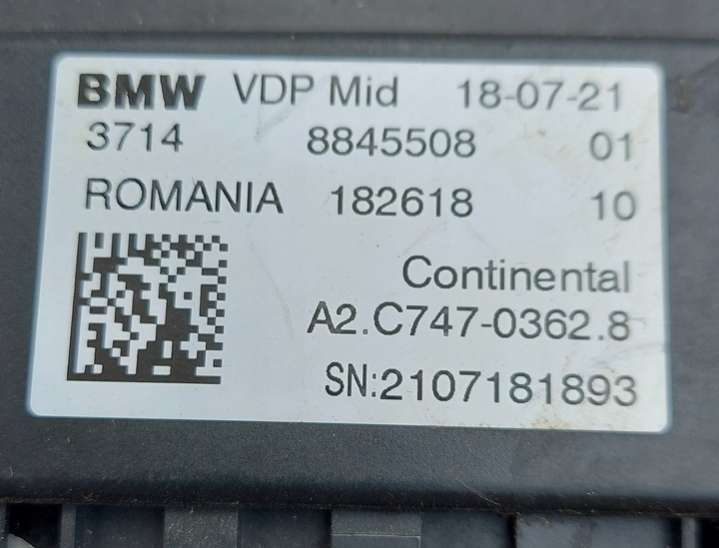 BMW VDP Mid 18-07-21
3714 8845508 01
ROMANIA 182618 10
Continental
A2.C747-0362.8
SN:2107181893